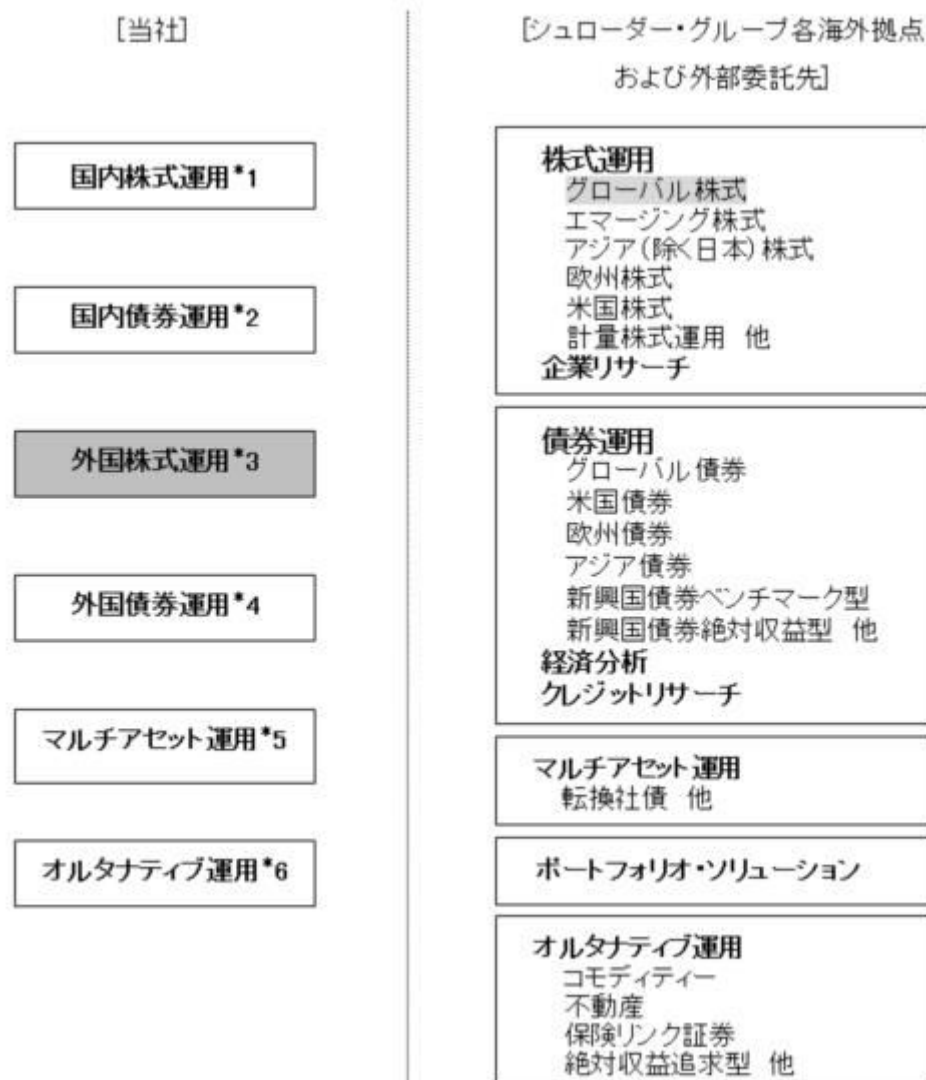 [当社]
国内株式運用*1
国内債券運用*2
外国株式運用*3
外国債券運用*4
マルチアセット運用*5
オルタナティブ運用*6
[シュローダー・グループ各海外拠点
および外部委託先]
株式運用
グローバル株式
エマージング株式
アジア(除く日本)株式
欧州株式
米国株式
計量株式運用 他
企業リサーチ
債券運用
グローバル債券
米国債券
欧州債券
アジア債券
新興国債券ベンチマーク型
新興国債券絶対収益型 他
経済分析
クレジットリサーチ
マルチアセット運用
転換社債 他
ポートフォリオ・ソリューション
オルタナティブ運用
コモディティー
不動産
保険リンク証券
絶対収益追求型 他